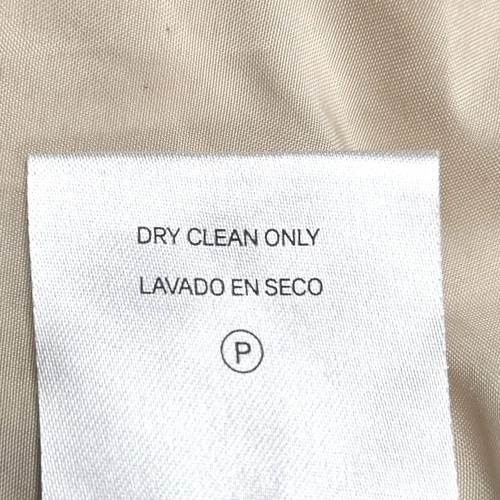 DRY CLEAN ONLY
LAVADO EN SECO
P